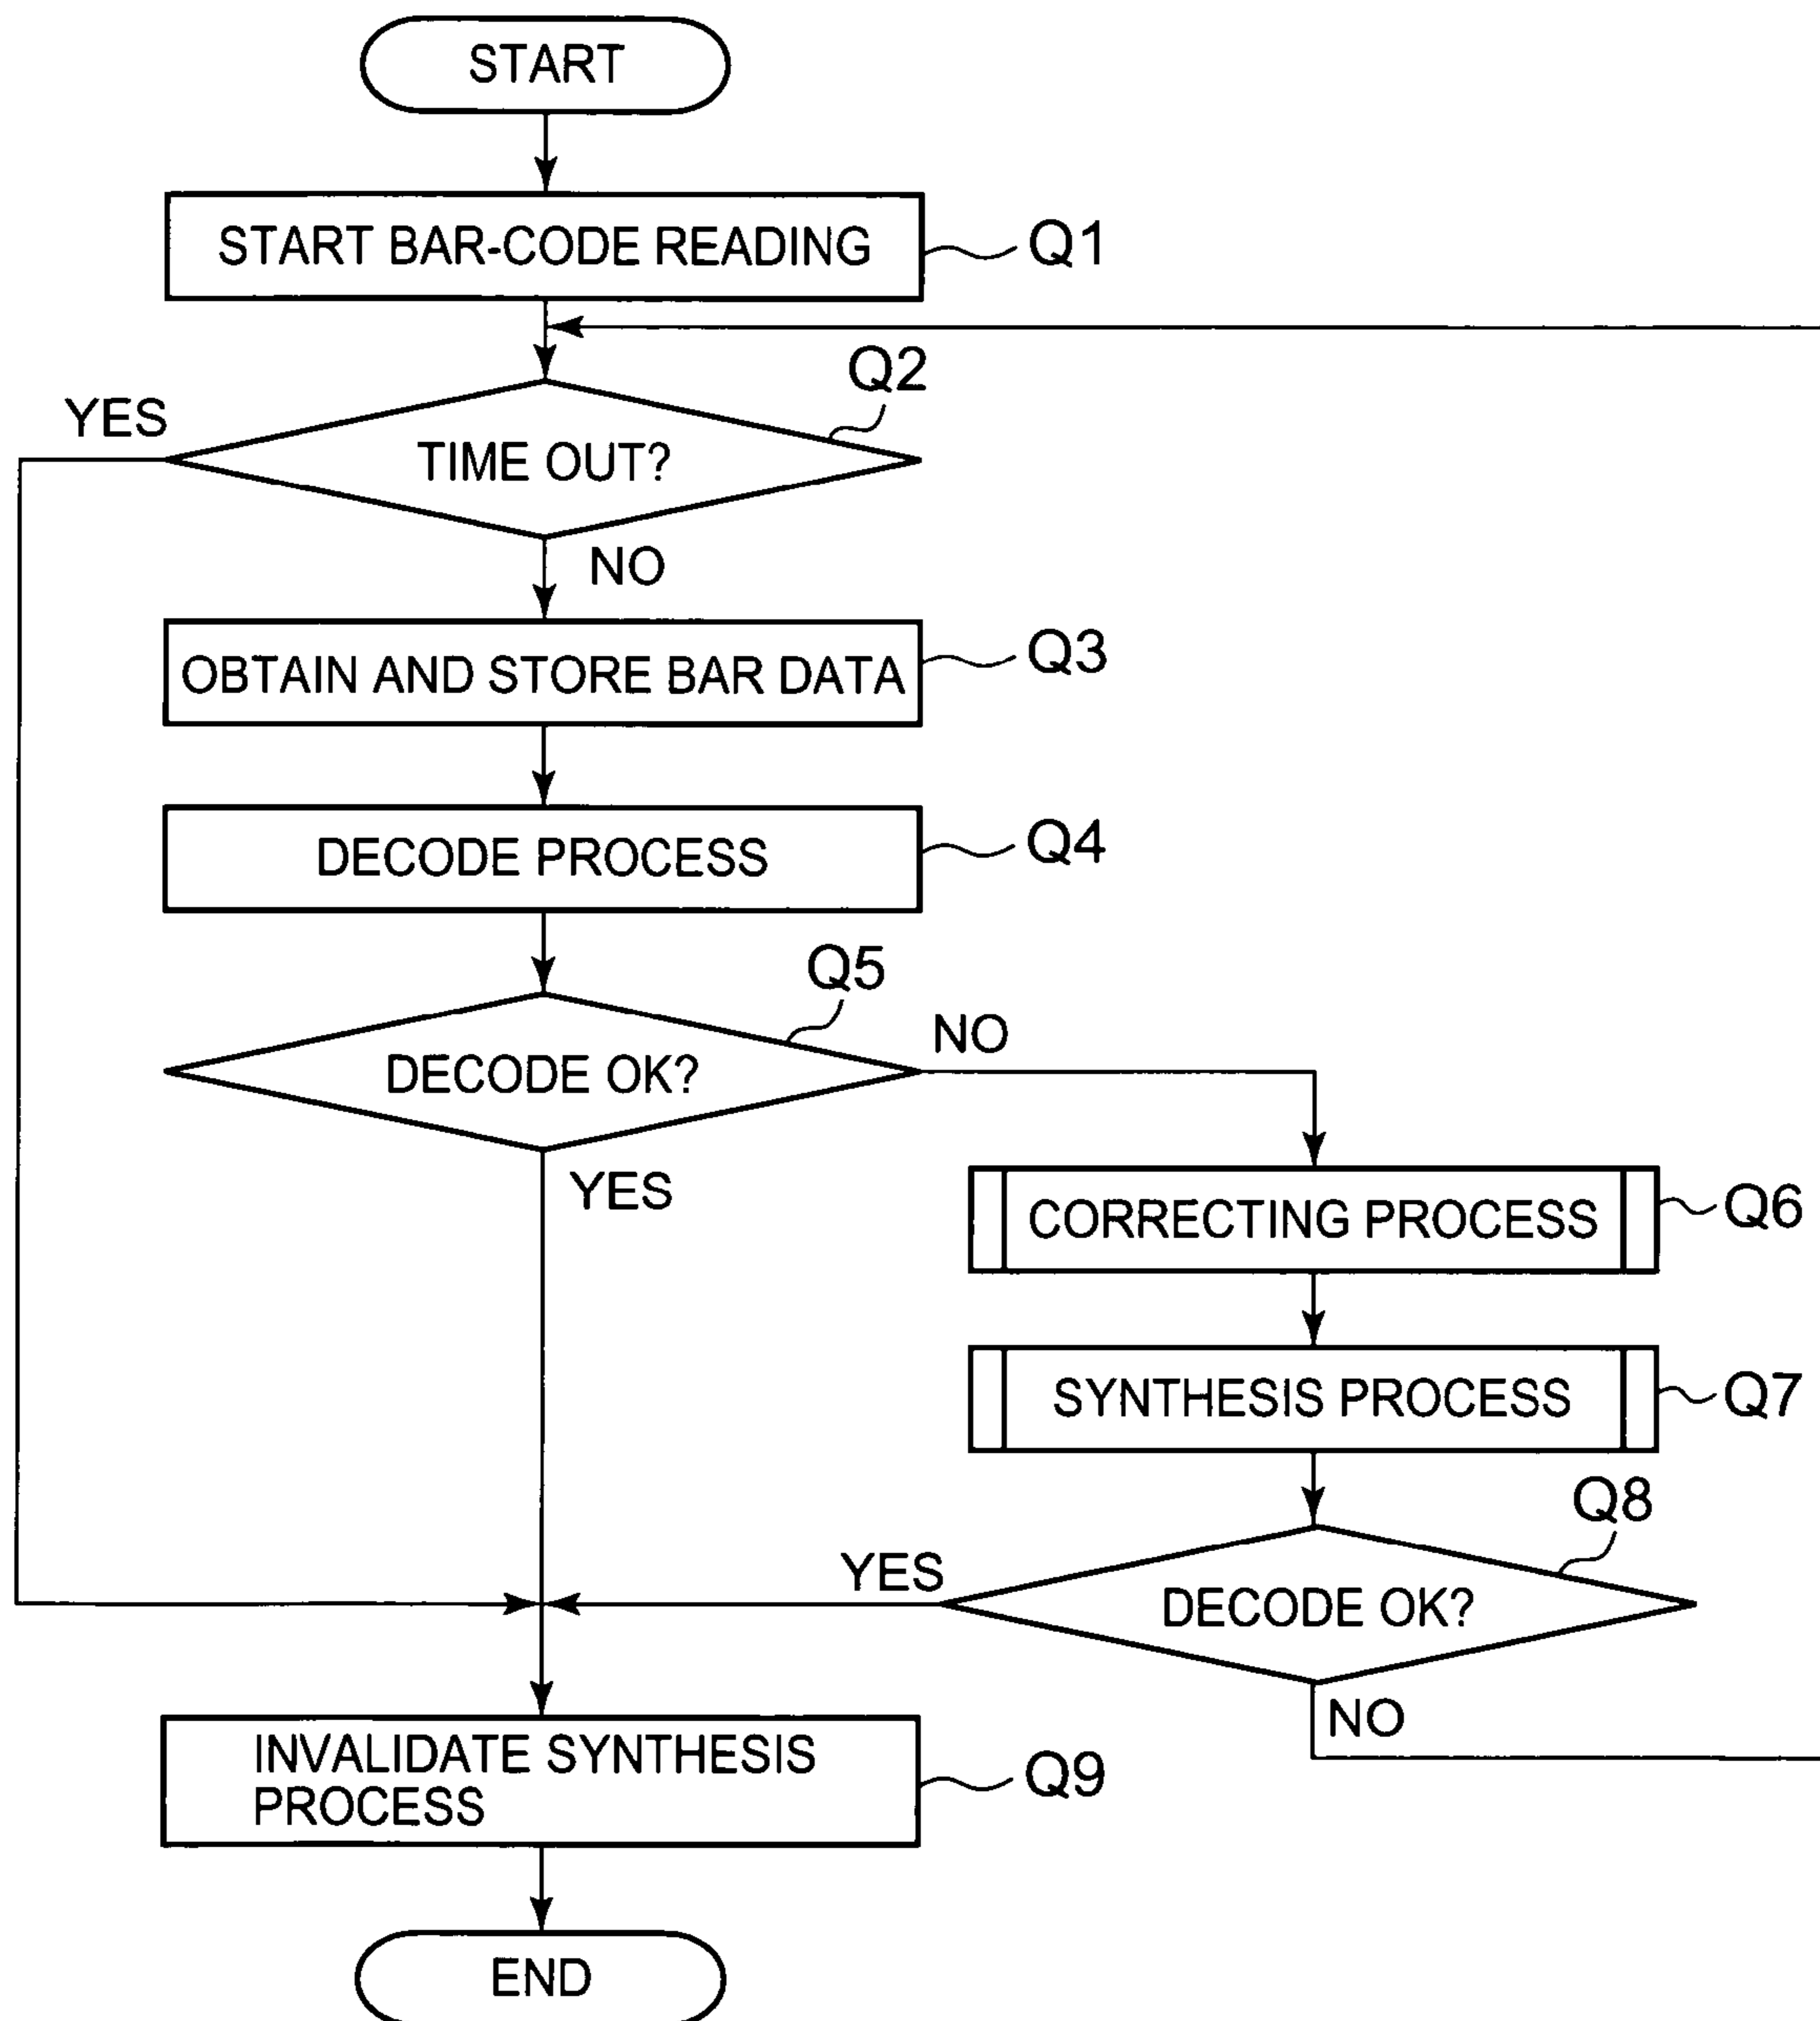 START
START BAR-CODE READING
Q1
Q2
YES
TIME OUT?
NO
OBTAIN AND STORE BAR DATA
Q3
DECODE PROCESS
Q4
Q5
NO
DECODE OK?
YES
CORRECTING PROCESS
Q6
SYNTHESIS PROCESS
Q7
Q8
YES
DECODE OK?
NO
INVALIDATE SYNTHESIS
PROCESS
Q9
END